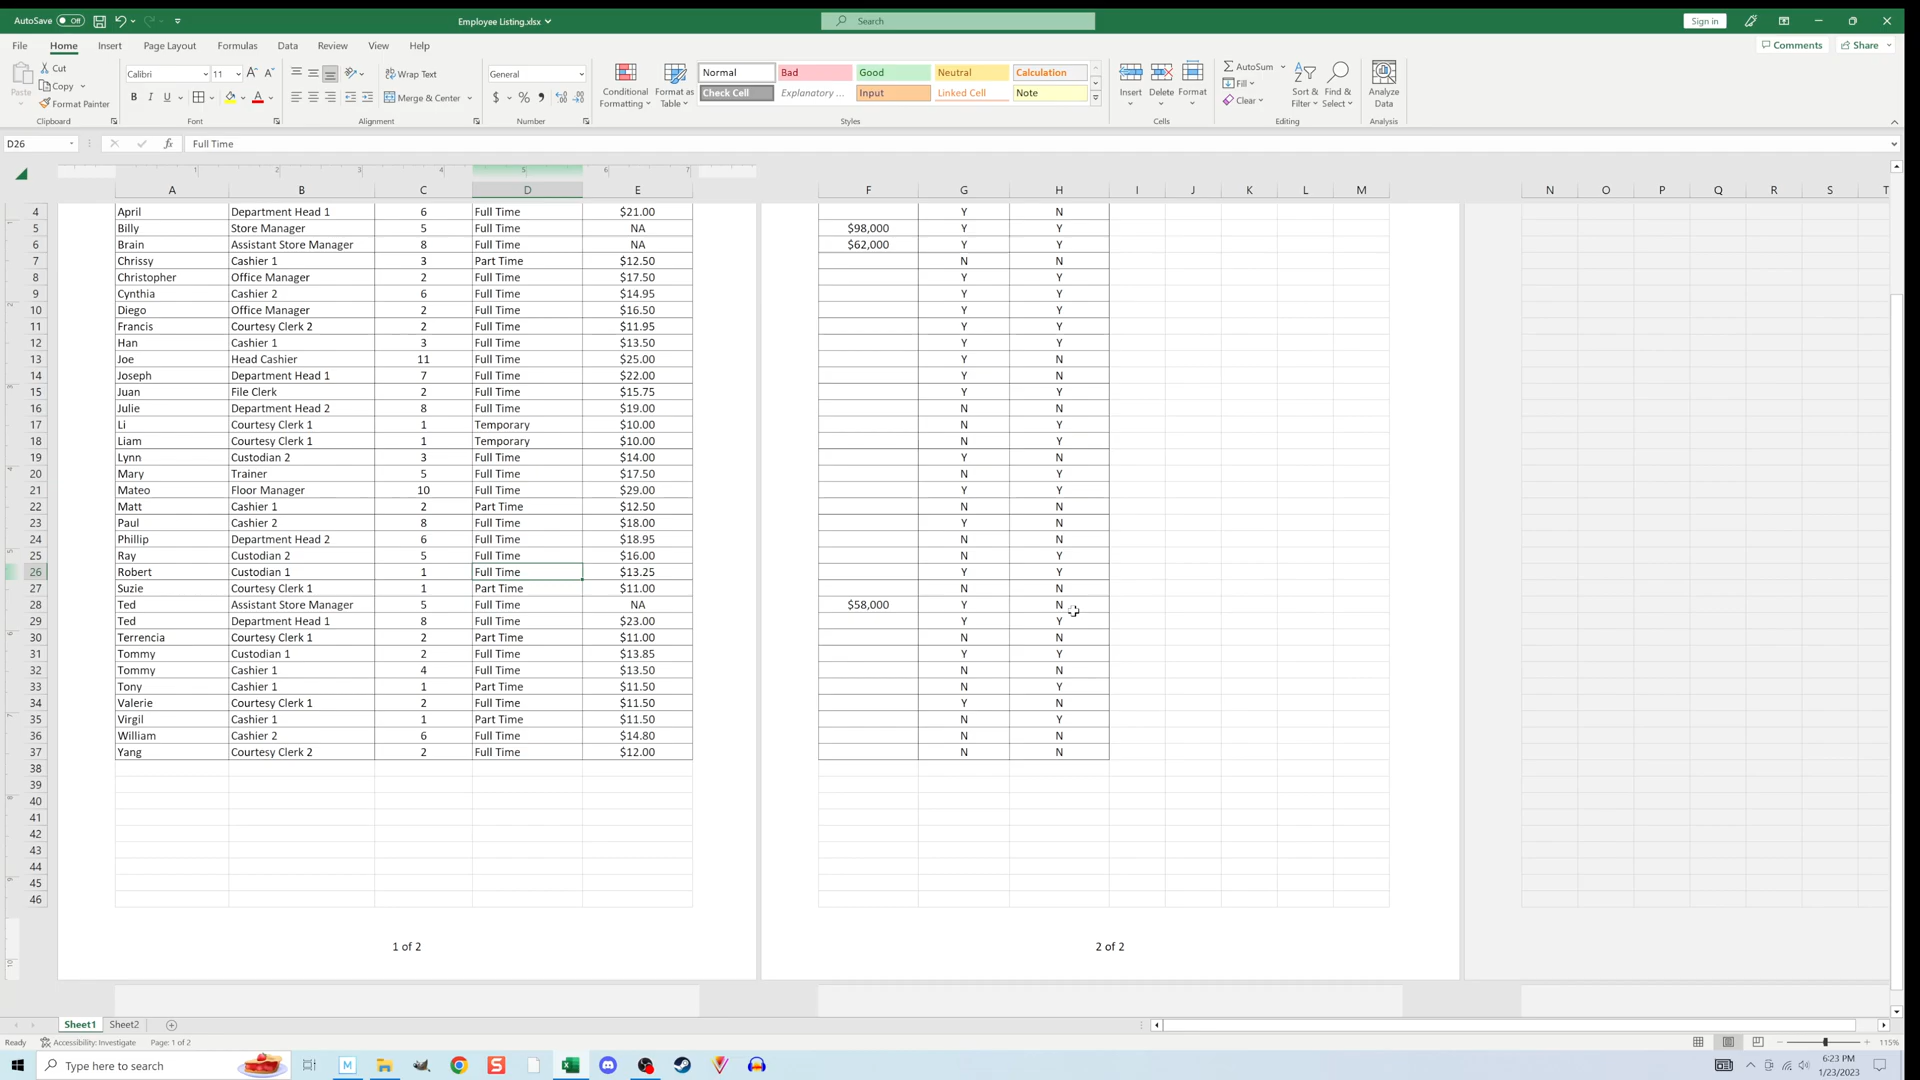 AutoSave Off
Employee Listing.xlsx
Search
Sign in
File Home Insert Page Layout Formulas Data Review View Help
Comments Share
Paste
Cut
Copy
Format Painter
Clipboard
Calibri 11
B I U
Font
Wrap Text
Merge & Center
Alignment
General
$ % ,
Number
Conditional Formatting
Format as Table
Normal Bad Good Neutral Calculation
Check Cell Explanatory ... Input Linked Cell Note
Styles
Insert Delete Format
Cells
AutoSum
Fill
Clear
Sort & Filter
Find & Select
Editing
Analyze Data
Analysis
D26 fx Full Time
1 2 3 4 5 6 7
A B C D E F G H I J K L M N O P Q R S T
4 April Department Head 1 6 Full Time $21.00 Y N
5 Billy Store Manager 5 Full Time NA $98,000 Y Y
6 Brain Assistant Store Manager 8 Full Time NA $62,000 Y Y
7 Chrissy Cashier 1 3 Part Time $12.50 N N
8 Christopher Office Manager 2 Full Time $17.50 Y Y
9 Cynthia Cashier 2 6 Full Time $14.95 Y Y
10 Diego Office Manager 2 Full Time $16.50 Y Y
11 Francis Courtesy Clerk 2 2 Full Time $11.95 Y Y
12 Han Cashier 1 3 Full Time $13.50 Y Y
13 Joe Head Cashier 11 Full Time $25.00 Y N
14 Joseph Department Head 1 7 Full Time $22.00 Y N
15 Juan File Clerk 2 Full Time $15.75 Y Y
16 Julie Department Head 2 8 Full Time $19.00 N N
17 Li Courtesy Clerk 1 1 Temporary $10.00 N Y
18 Liam Courtesy Clerk 1 1 Temporary $10.00 N Y
19 Lynn Custodian 2 3 Full Time $14.00 Y N
20 Mary Trainer 5 Full Time $17.50 N Y
21 Mateo Floor Manager 10 Full Time $29.00 Y Y
22 Matt Cashier 1 2 Part Time $12.50 N N
23 Paul Cashier 2 8 Full Time $18.00 Y N
24 Phillip Department Head 2 6 Full Time $18.95 N N
25 Ray Custodian 2 5 Full Time $16.00 N Y
26 Robert Custodian 1 1 Full Time $13.25 Y Y
27 Suzie Courtesy Clerk 1 1 Part Time $11.00 N N
28 Ted Assistant Store Manager 5 Full Time NA $58,000 Y N
29 Ted Department Head 1 8 Full Time $23.00 Y Y
30 Terrencia Courtesy Clerk 1 2 Part Time $11.00 N N
31 Tommy Custodian 1 2 Full Time $13.85 Y Y
32 Tommy Cashier 1 4 Full Time $13.50 N N
33 Tony Cashier 1 1 Part Time $11.50 N Y
34 Valerie Courtesy Clerk 1 2 Full Time $11.50 Y N
35 Virgil Cashier 1 1 Part Time $11.50 N Y
36 William Cashier 2 6 Full Time $14.80 N N
37 Yang Courtesy Clerk 2 2 Full Time $12.00 N N
38
39
40
41
42
43
44
45
46
1 of 2 2 of 2
Sheet1 Sheet2
Ready Accessibility: Investigate Page: 1 of 2 115%
Type here to search
6:23 PM
1/23/2023